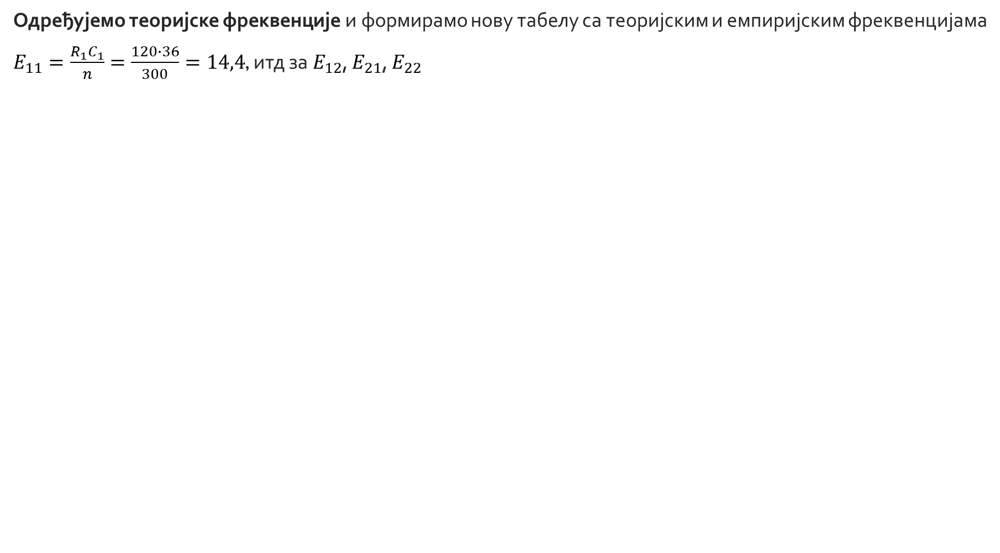 Одређујемо теоријске фреквенције и формирамо нову табелу са теоријским и емпиријским фреквенцијама
E₁₁ = R₁C₁/n = 120·36/300 = 14,4, итд за E₁₂, E₂₁, E₂₂